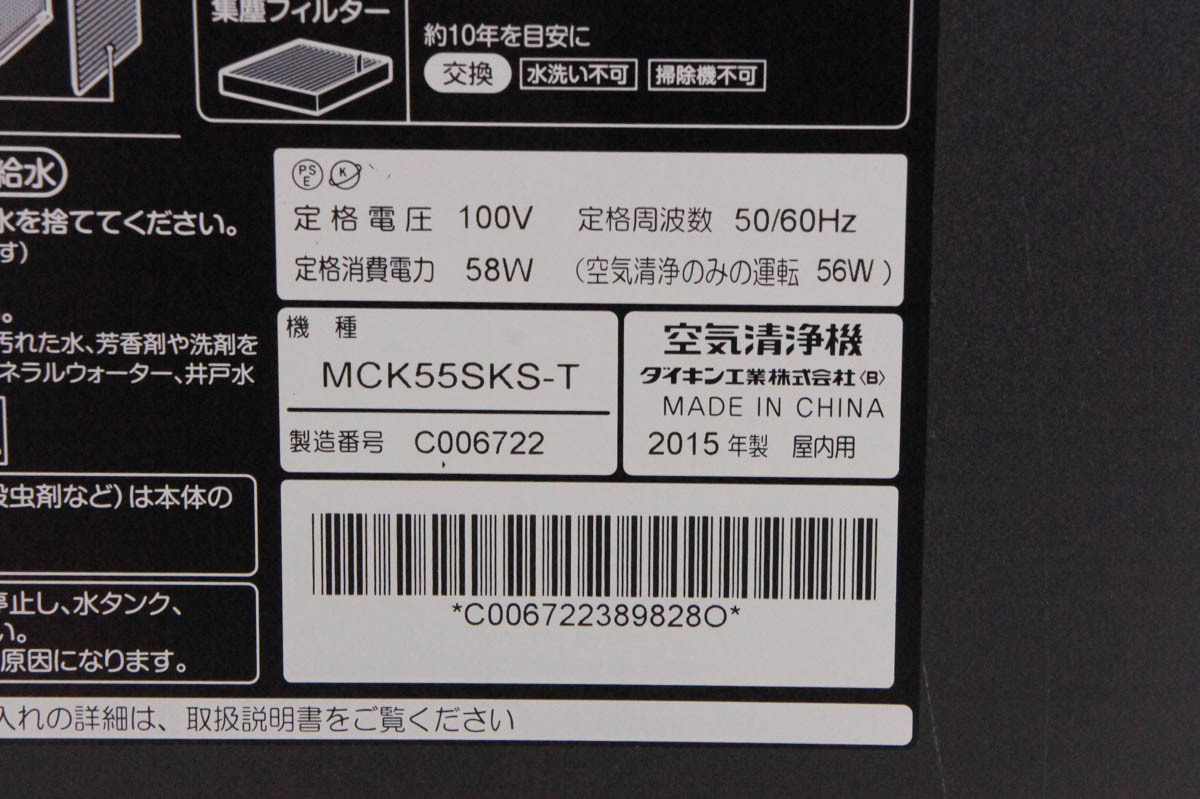 集塵フィルター
約10年を目安に
交換 水洗い不可 掃除機不可
給水
水を捨ててください。
す)
PS
E
K
定格電圧 100V 定格周波数 50/60Hz
定格消費電力 58W (空気清浄のみの運転 56W)
。
汚れた水、芳香剤や洗剤を
ネラルウォーター、井戸水
機 種
MCK55SKS-T
製造番号 C006722
空気清浄機
ダイキン工業株式会社〈B〉
MADE IN CHINA
2015年製 屋内用
殺虫剤など)は本体の
*C006722389828O*
停止し、水タンク、
い。
原因になります。
入れの詳細は、取扱説明書をご覧ください